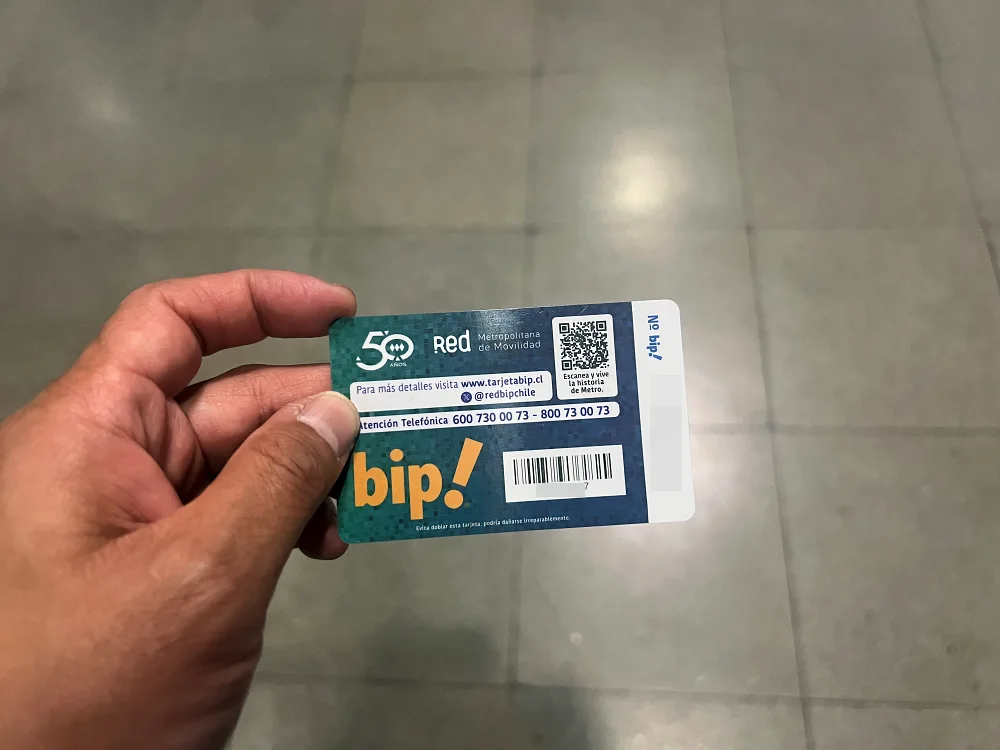 50
AÑOS
Red Metropolitana
de Movilidad
Para más detalles visita www.tarjetabip.cl
@redbipchile
Escanea y vive
la historia
de Metro.
Atención Telefónica 600 730 00 73 - 800 73 00 73
bip!
7
Evita doblar esta tarjeta, podría dañarse irreparablemente.
Nº bip!